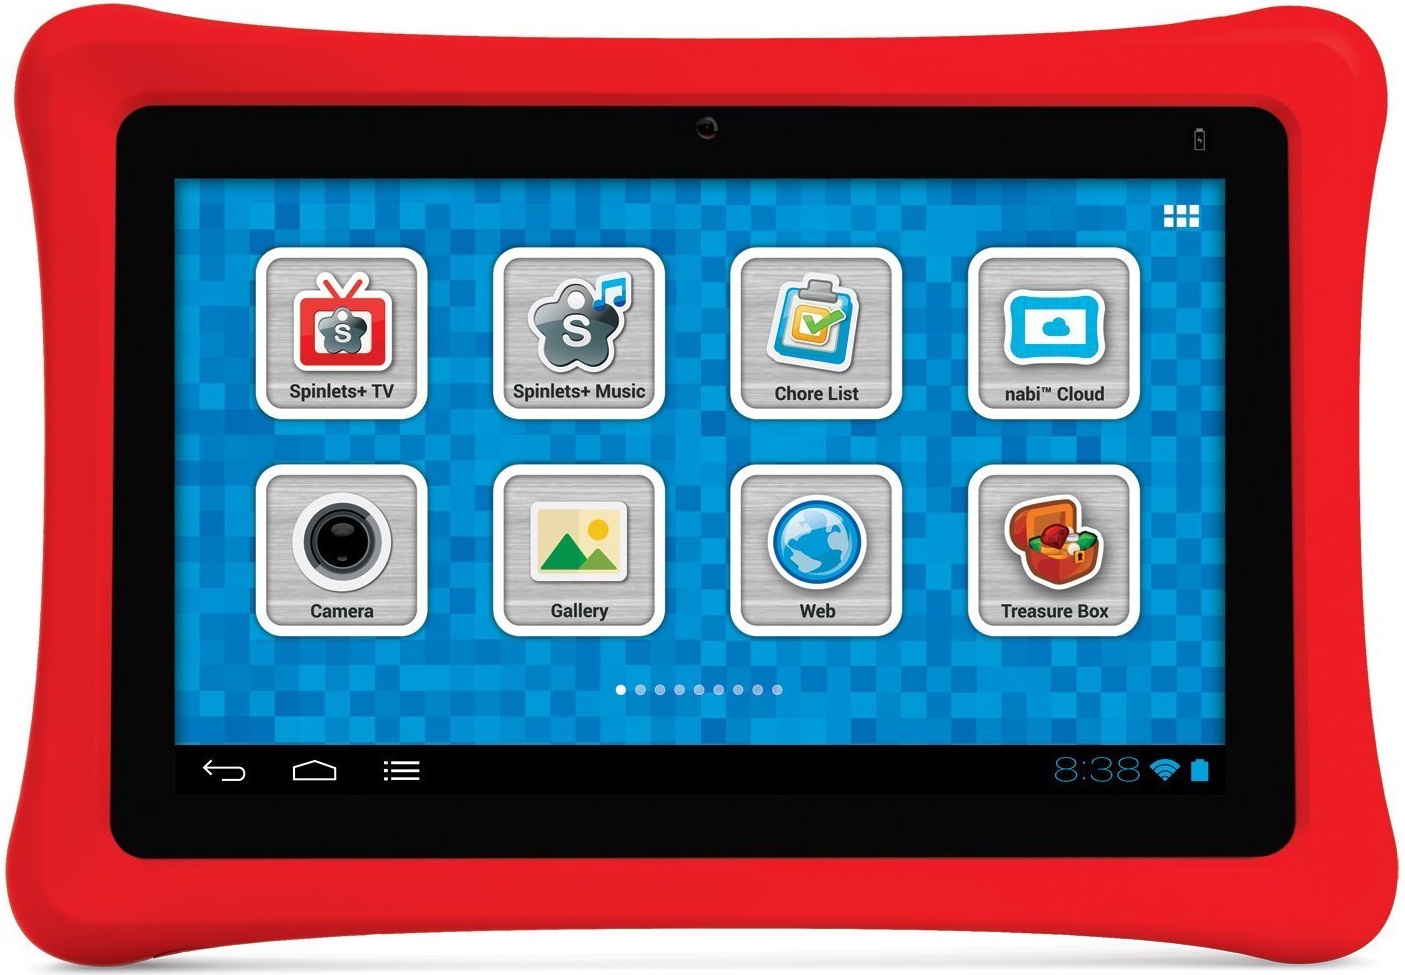 S
Spinlets+ TV
S
Spinlets+ Music
Chore List
nabi™ Cloud
Camera
Gallery
Web
Treasure Box
8:38